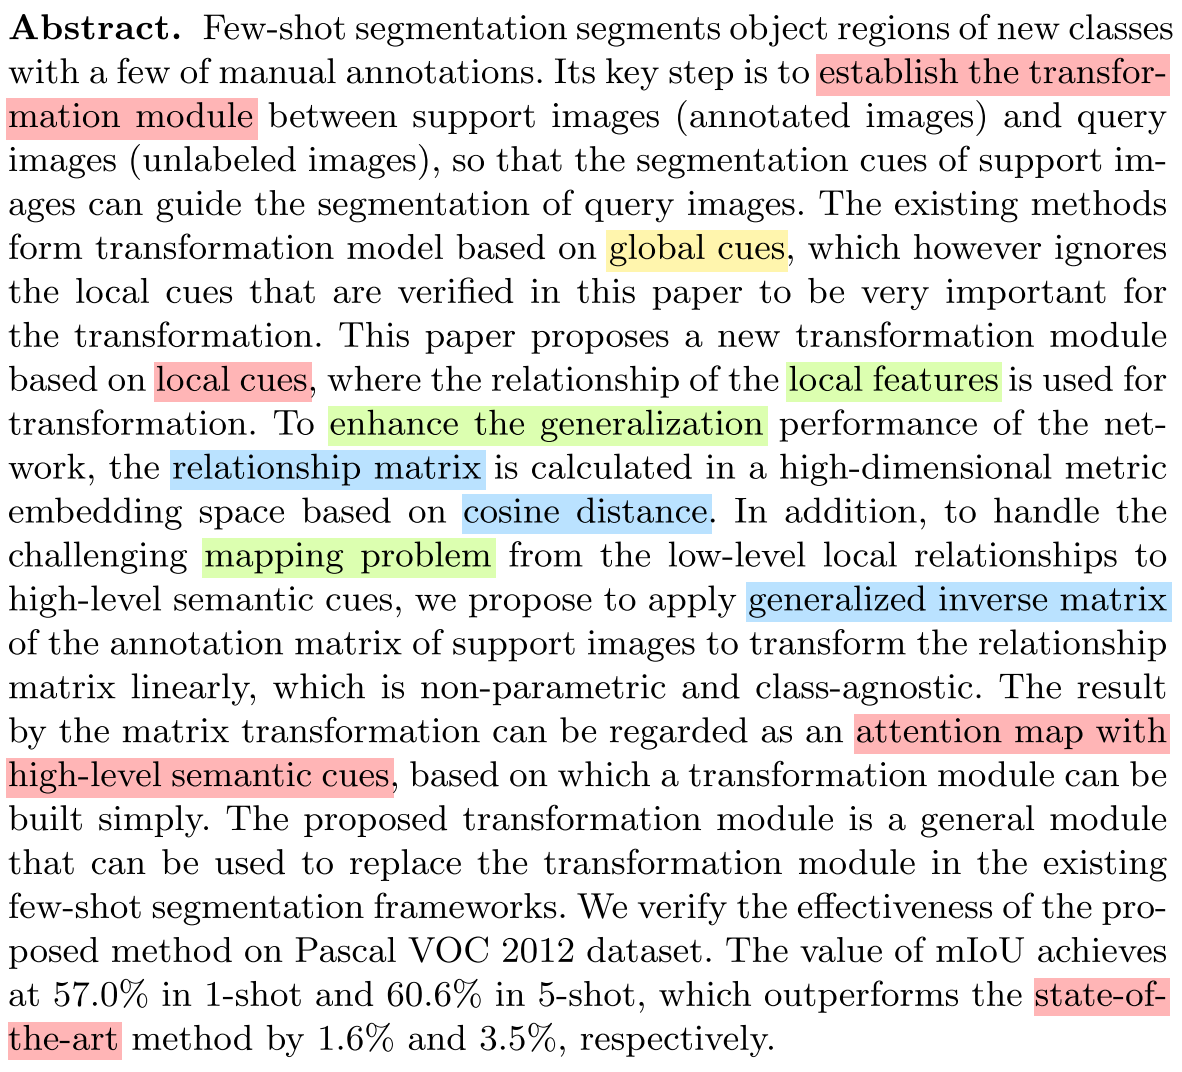 Abstract. Few-shot segmentation segments object regions of new classes
with a few of manual annotations. Its key step is to establish the transfor-
mation module between support images (annotated images) and query
images (unlabeled images), so that the segmentation cues of support im-
ages can guide the segmentation of query images. The existing methods
form transformation model based on global cues, which however ignores
the local cues that are verified in this paper to be very important for
the transformation. This paper proposes a new transformation module
based on local cues, where the relationship of the local features is used for
transformation. To enhance the generalization performance of the net-
work, the relationship matrix is calculated in a high-dimensional metric
embedding space based on cosine distance. In addition, to handle the
challenging mapping problem from the low-level local relationships to
high-level semantic cues, we propose to apply generalized inverse matrix
of the annotation matrix of support images to transform the relationship
matrix linearly, which is non-parametric and class-agnostic. The result
by the matrix transformation can be regarded as an attention map with
high-level semantic cues, based on which a transformation module can be
built simply. The proposed transformation module is a general module
that can be used to replace the transformation module in the existing
few-shot segmentation frameworks. We verify the effectiveness of the pro-
posed method on Pascal VOC 2012 dataset. The value of mIoU achieves
at 57.0% in 1-shot and 60.6% in 5-shot, which outperforms the state-of-
the-art method by 1.6% and 3.5%, respectively.